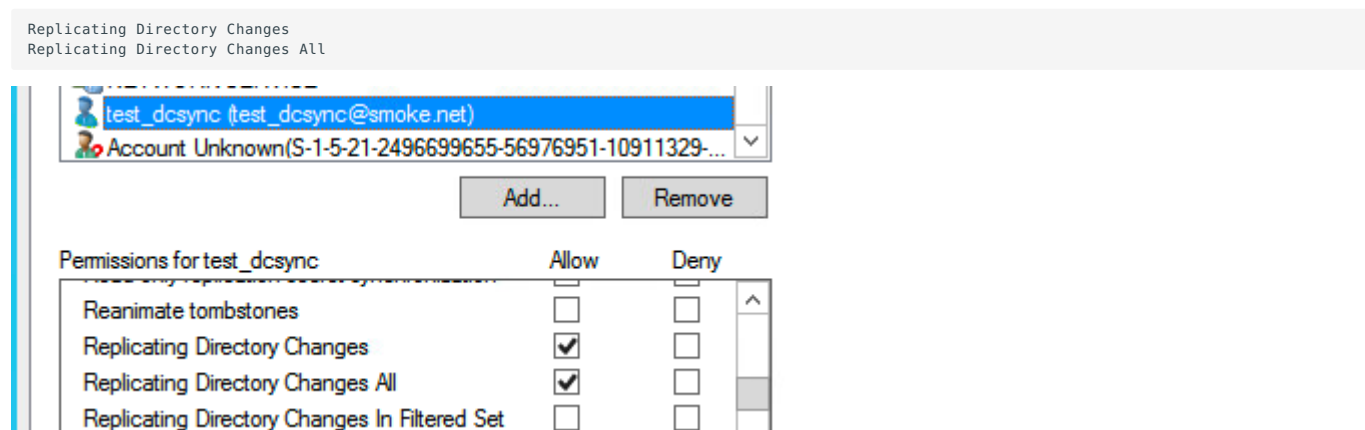 Replicating Directory Changes
Replicating Directory Changes All
test_dcsync (test_dcsync@smoke.net)
Account Unknown(S-1-5-21-2496699655-56976951-10911329-...
Add... Remove
Permissions for test_dcsync Allow Deny
Reanimate tombstones
Replicating Directory Changes
Replicating Directory Changes All
Replicating Directory Changes In Filtered Set